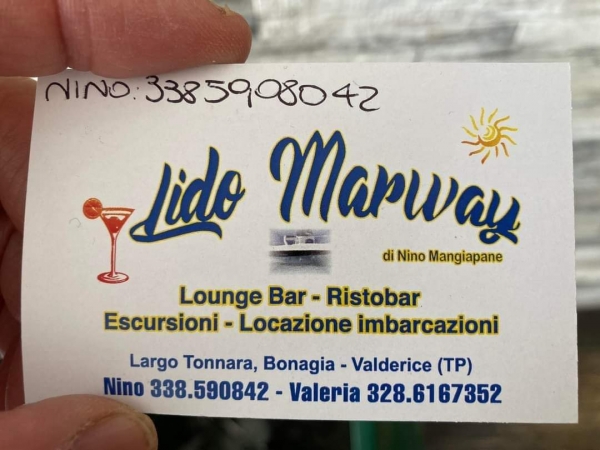 NINO: 3385908042
Lido Marway
di Nino Mangiapane
Lounge Bar - Ristobar
Escursioni - Locazione imbarcazioni
Largo Tonnara, Bonagia - Valderice (TP)
Nino 338.590842 - Valeria 328.6167352